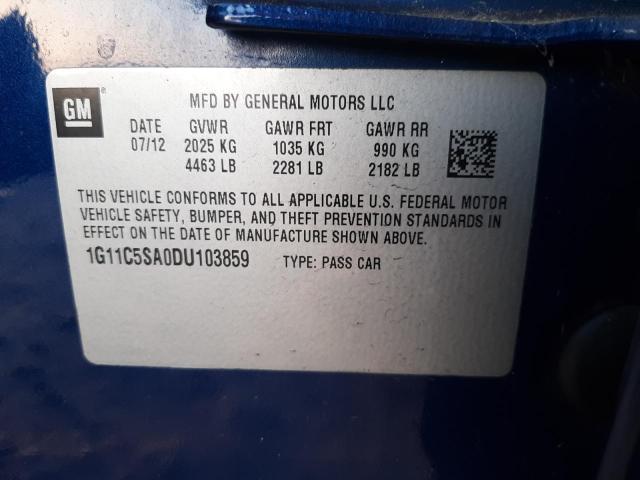 GM
MFD BY GENERAL MOTORS LLC
DATE GVWR GAWR FRT GAWR RR
07/12 2025 KG 1035 KG 990 KG
4463 LB 2281 LB 2182 LB
THIS VEHICLE CONFORMS TO ALL APPLICABLE U.S. FEDERAL MOTOR
VEHICLE SAFETY, BUMPER, AND THEFT PREVENTION STANDARDS IN
EFFECT ON THE DATE OF MANUFACTURE SHOWN ABOVE.
1G11C5SA0DU103859 TYPE: PASS CAR